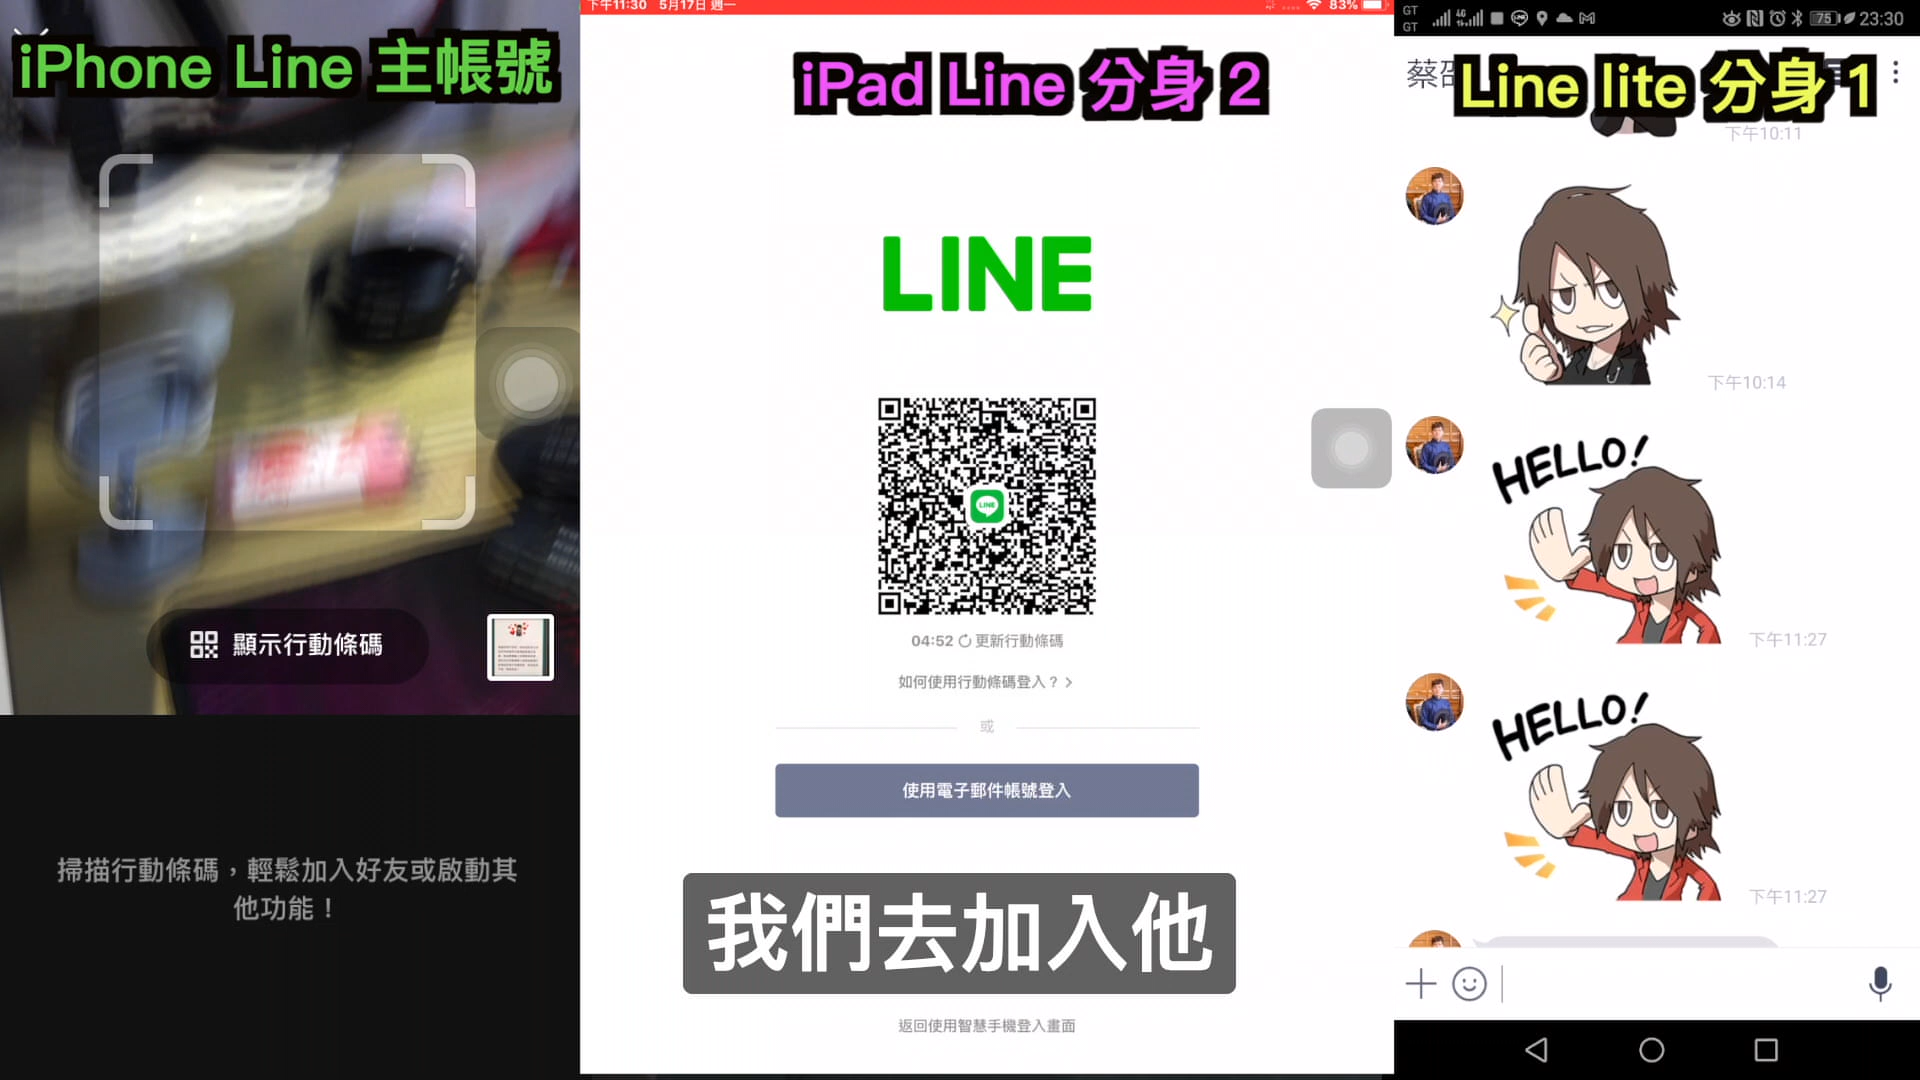 iPhone Line 主帳號
顯示行動條碼
掃描行動條碼，輕鬆加入好友或啟動其
他功能！
下午11:30 5月17日 週一
83%
iPad Line 分身 2
LINE
LINE
04:52 更新行動條碼
如何使用行動條碼登入？
或
使用電子郵件帳號登入
我們去加入他
返回使用智慧手機登入畫面
GT
GT
4G
75
23:30
蔡
Line lite 分身 1
下午10:11
下午10:14
HELLO!
下午11:27
HELLO!
下午11:27